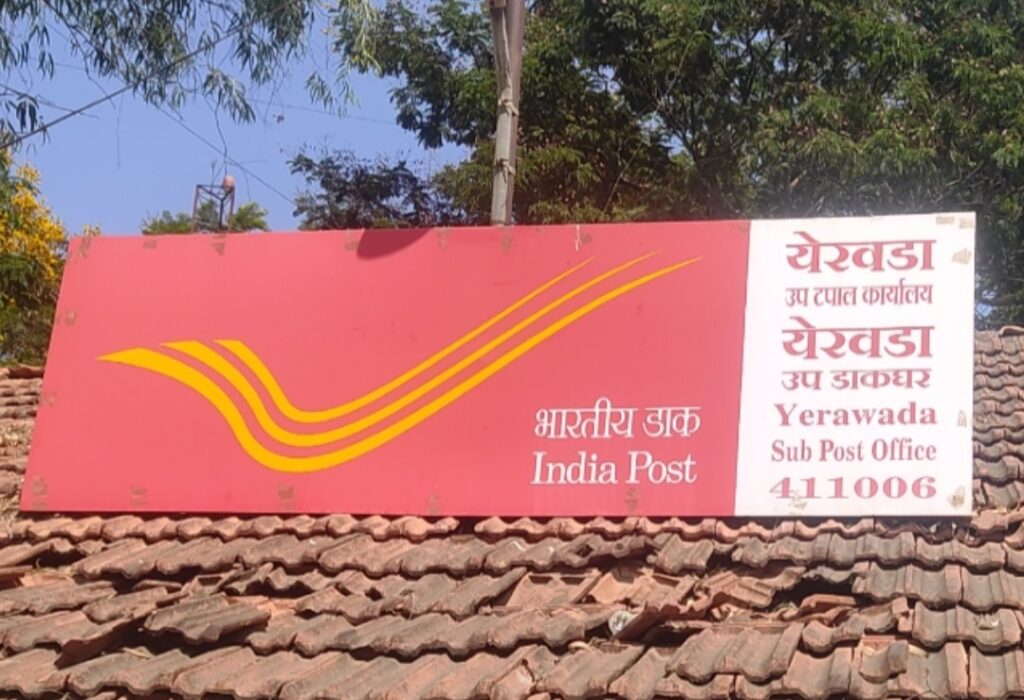 भारतीय डाक
India Post
येरवडा
उप टपाल कार्यालय
येरवडा
उप डाकघर
Yerawada
Sub Post Office
411006